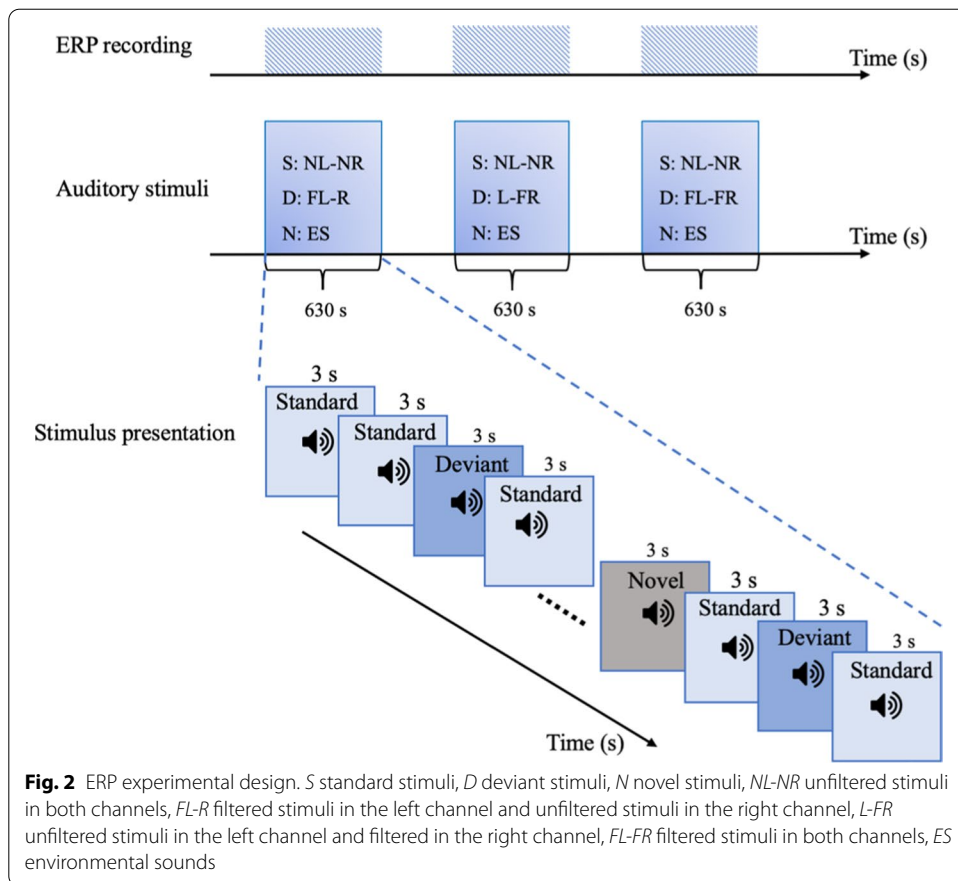 ERP recording
Time (s)
Auditory stimuli
S: NL-NR
D: FL-R
N: ES
S: NL-NR
D: L-FR
N: ES
S: NL-NR
D: FL-FR
N: ES
Time (s)
630 s
630 s
630 s
Stimulus presentation
3 s
Standard
3 s
Standard
3 s
Deviant
3 s
Standard
3 s
Novel
3 s
Standard
3 s
Deviant
3 s
Standard
Time (s)
Fig. 2 ERP experimental design. S standard stimuli, D deviant stimuli, N novel stimuli, NL-NR unfiltered stimuli
in both channels, FL-R filtered stimuli in the left channel and unfiltered stimuli in the right channel, L-FR
unfiltered stimuli in the left channel and filtered in the right channel, FL-FR filtered stimuli in both channels, ES
environmental sounds